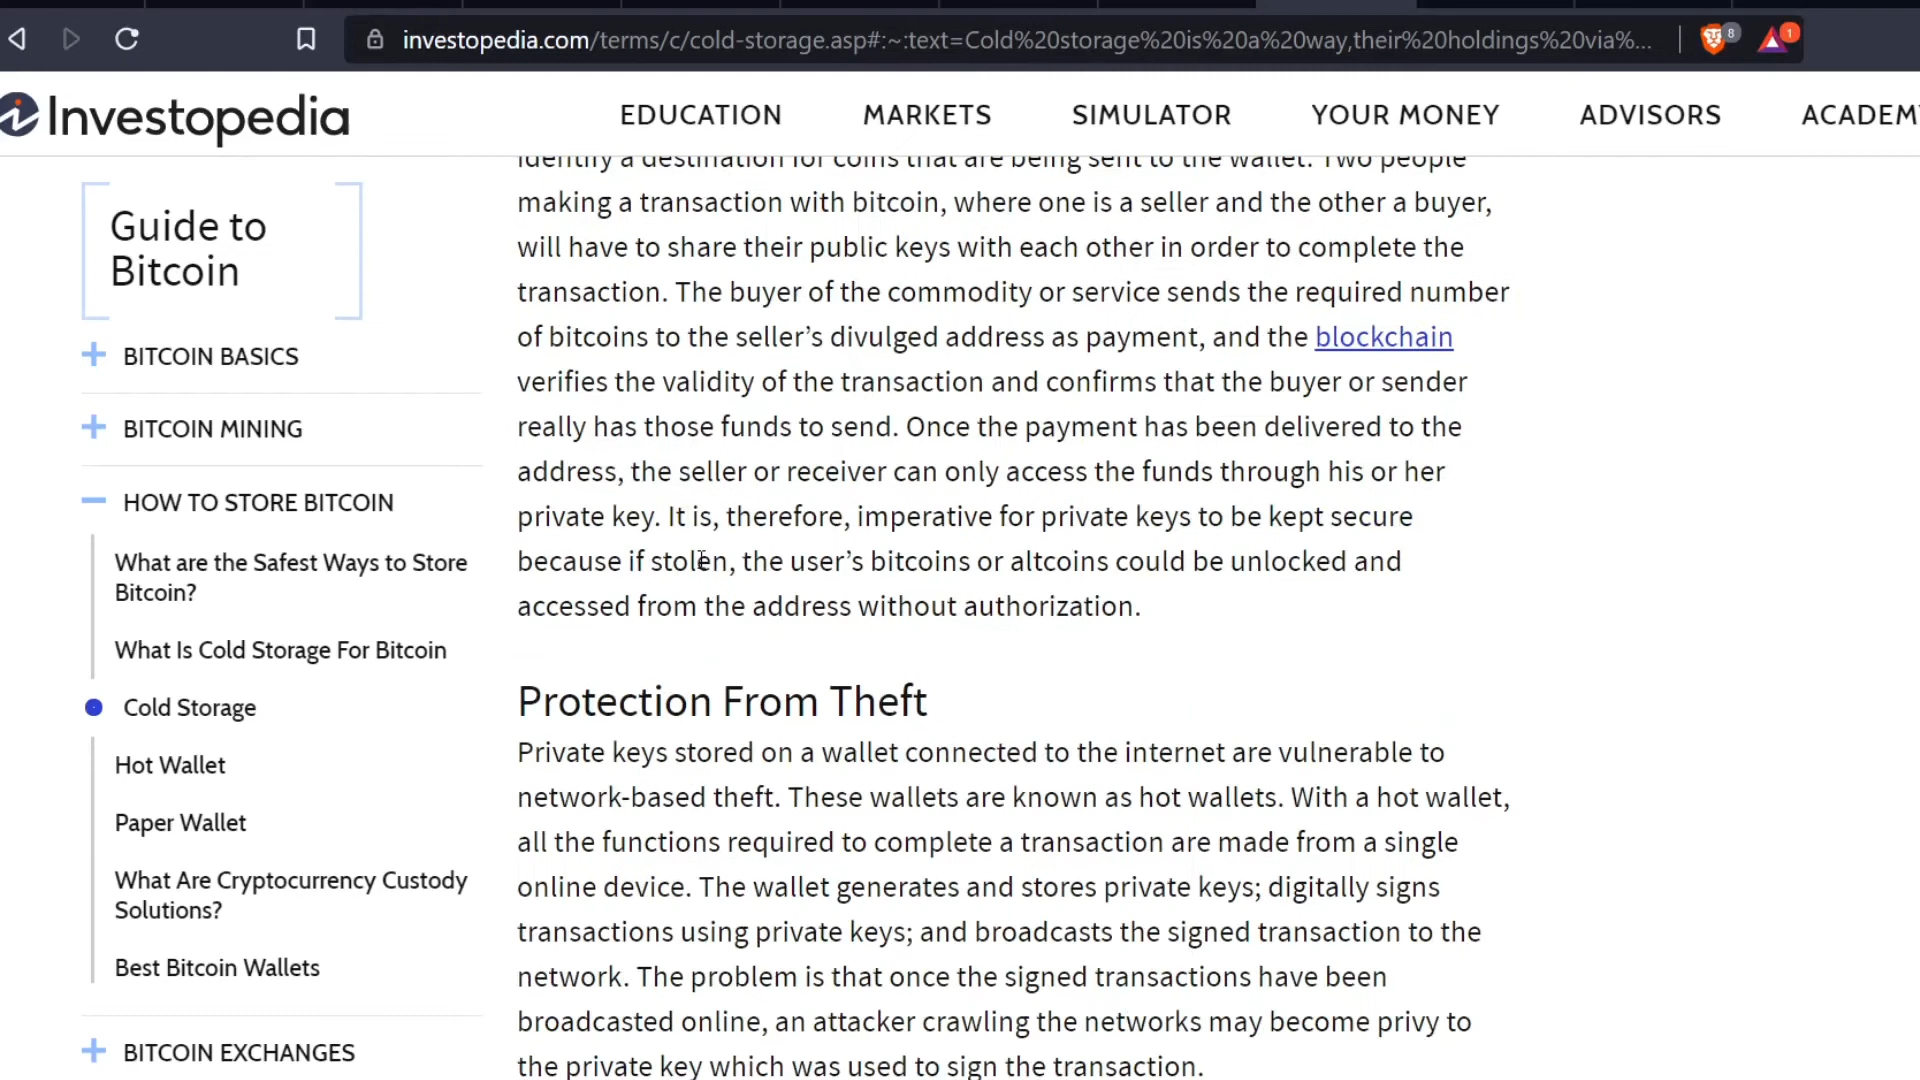 investopedia.com/terms/c/cold-storage.asp#:~:text=Cold%20storage%20is%20a%20way,their%20holdings%20via%...
8
1
Investopedia
EDUCATION
MARKETS
SIMULATOR
YOUR MONEY
ADVISORS
ACADEM
Guide to
Bitcoin
BITCOIN BASICS
BITCOIN MINING
HOW TO STORE BITCOIN
What are the Safest Ways to Store
Bitcoin?
What Is Cold Storage For Bitcoin
Cold Storage
Hot Wallet
Paper Wallet
What Are Cryptocurrency Custody
Solutions?
Best Bitcoin Wallets
BITCOIN EXCHANGES
identify a destination for coins that are being sent to the wallet. Two people
making a transaction with bitcoin, where one is a seller and the other a buyer,
will have to share their public keys with each other in order to complete the
transaction. The buyer of the commodity or service sends the required number
of bitcoins to the seller’s divulged address as payment, and the blockchain
verifies the validity of the transaction and confirms that the buyer or sender
really has those funds to send. Once the payment has been delivered to the
address, the seller or receiver can only access the funds through his or her
private key. It is, therefore, imperative for private keys to be kept secure
because if stolen, the user’s bitcoins or altcoins could be unlocked and
accessed from the address without authorization.
Protection From Theft
Private keys stored on a wallet connected to the internet are vulnerable to
network-based theft. These wallets are known as hot wallets. With a hot wallet,
all the functions required to complete a transaction are made from a single
online device. The wallet generates and stores private keys; digitally signs
transactions using private keys; and broadcasts the signed transaction to the
network. The problem is that once the signed transactions have been
broadcasted online, an attacker crawling the networks may become privy to
the private key which was used to sign the transaction.